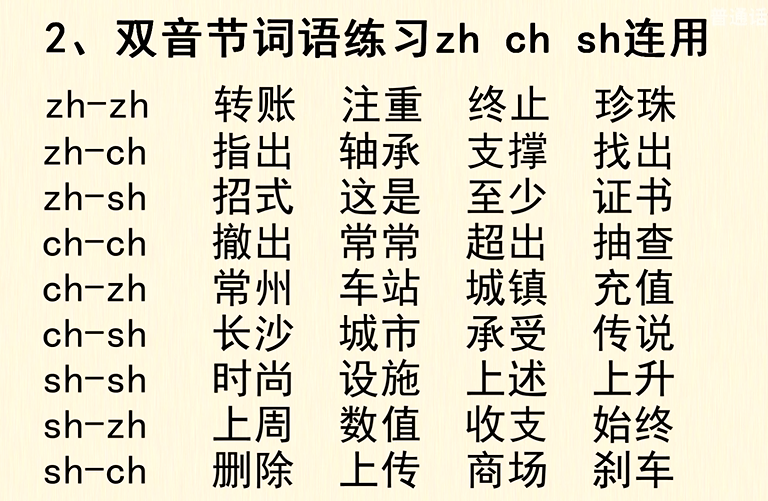 2、双音节词语练习zh ch sh连用
zh-zh 转账 注重 终止 珍珠
zh-ch 指出 轴承 支撑 找出
zh-sh 招式 这是 至少 证书
ch-ch 撤出 常常 超出 抽查
ch-zh 常州 车站 城镇 充值
ch-sh 长沙 城市 承受 传说
sh-sh 时尚 设施 上述 上升
sh-zh 上周 数值 收支 始终
sh-ch 删除 上传 商场 刹车